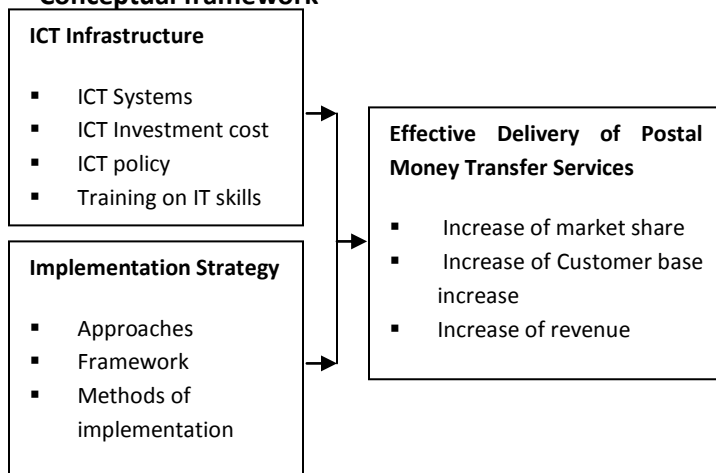 Conceptual framework
ICT Infrastructure
▪ ICT Systems
▪ ICT Investment cost
▪ ICT policy
▪ Training on IT skills
Implementation Strategy
▪ Approaches
▪ Framework
▪ Methods of
implementation
Effective Delivery of Postal
Money Transfer Services
▪ Increase of market share
▪ Increase of Customer base
increase
▪ Increase of revenue